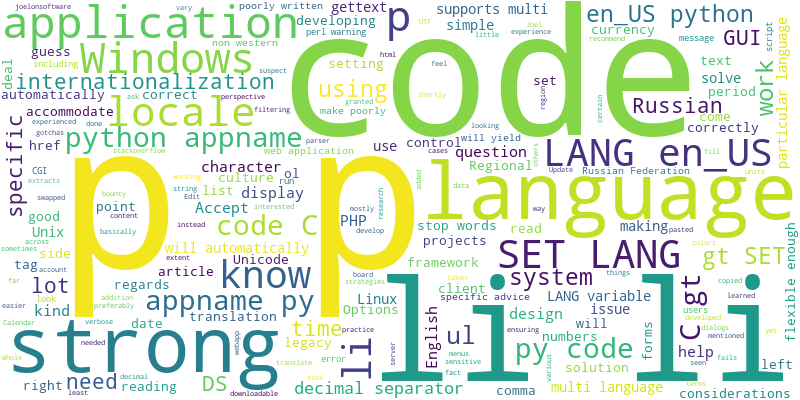 joelonsoftware
vary
poorly written
gettext
p
supports multi
en_US python
UTF
Joel
little
experience
application
code
developing
perl warning
simple
currency
message
script
guess
non western
Windows
suspect
html
feel
setting
GUI
recommend
deal
including
internationalization
perspective
filtering
using
set
text
solve
units
work
particular language
automatically
ask
correct
locale
make poorly
granted
shortly
region
Russian
period
accommodate
experienced
done
gotchas
python appname
looking
certain
come
correctly
href
stackoverflow
parser
use
control
will yield
LANG en_US
specific
character
web application
cases
question
others
fill
CGI
working
culture
ol
Regional
Update
Russian Federation
extracts
bounty
string
Edit
list
run
display
added
data
language
swapped
good
point
content
interested
Accept
mostly
develop
research
PHP
stop words
way
making
pasted
Unix
basically
instead
code C
p
p
read
SET LANG
projects
colors
gt SET
sometimes
across
side
will automatically
extent
Unicode
framework
system
things
tag
account
article
board
strategies
taken
client
specific advice
LANG variable
users
developed
learned
flexible enough
far
look
regards
know
Linux
Options
menus
sensitive
design
issue
dialogs
mentioned
copied
yet
easier
addition
preferably
lot
appname py
li
li
C gt
kind
translation
English
will
numbers
forms
seen
fails
help
Calendar
verbose
date
time
legacy
practice
server
ul
py code
terms
whole
strong
needed
webapp
error
translate
li
fact
various
solution
least
need
DS
task
decimal separator
comma
ensuring
multi language
left
right
decimal
reading
downloadable
considerations